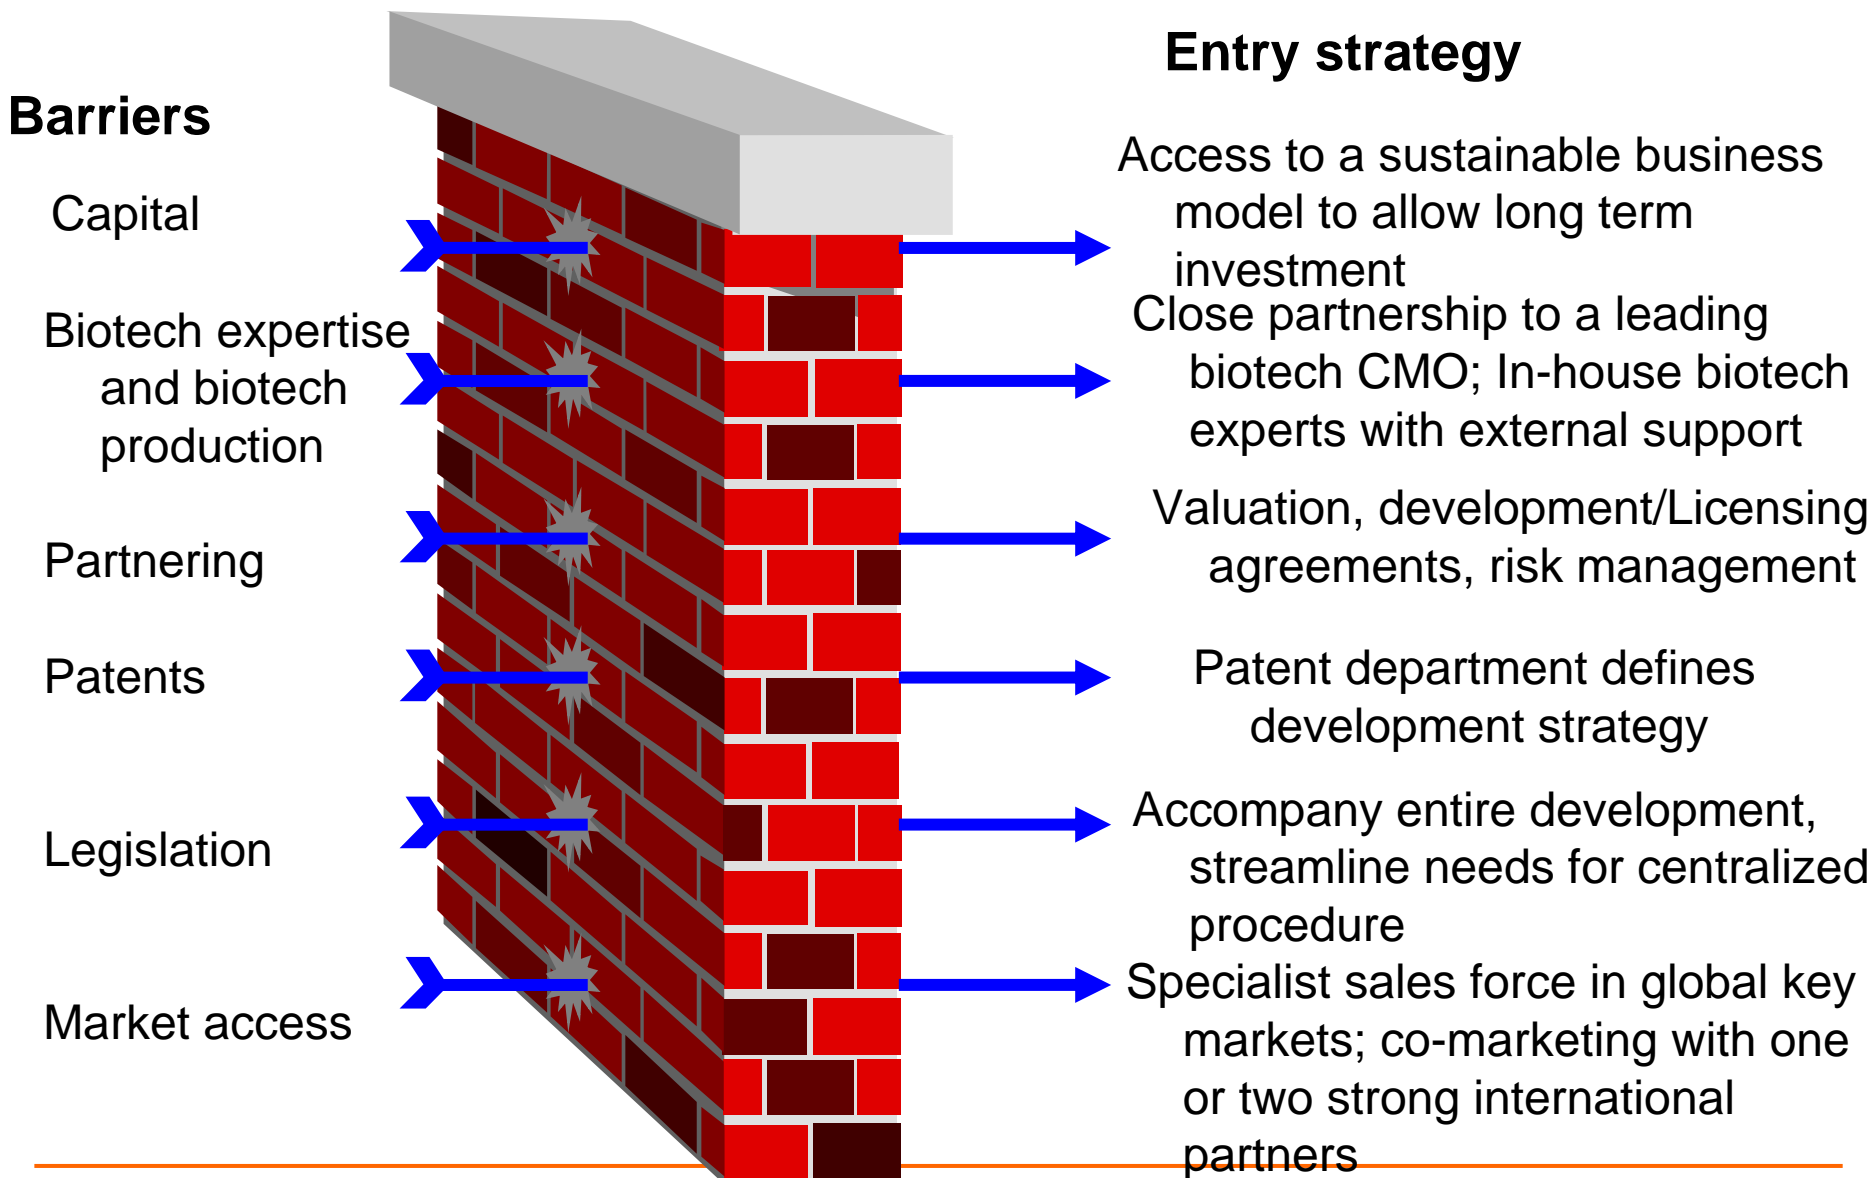 Barriers
Capital
Biotech expertise
and biotech
production
Partnering
Patents
Legislation
Market access
Entry strategy
Access to a sustainable business
model to allow long term
investment
Close partnership to a leading
biotech CMO; In-house biotech
experts with external support
Valuation, development/Licensing
agreements, risk management
Patent department defines
development strategy
Accompany entire development,
streamline needs for centralized
procedure
Specialist sales force in global key
markets; co-marketing with one
or two strong international
partners